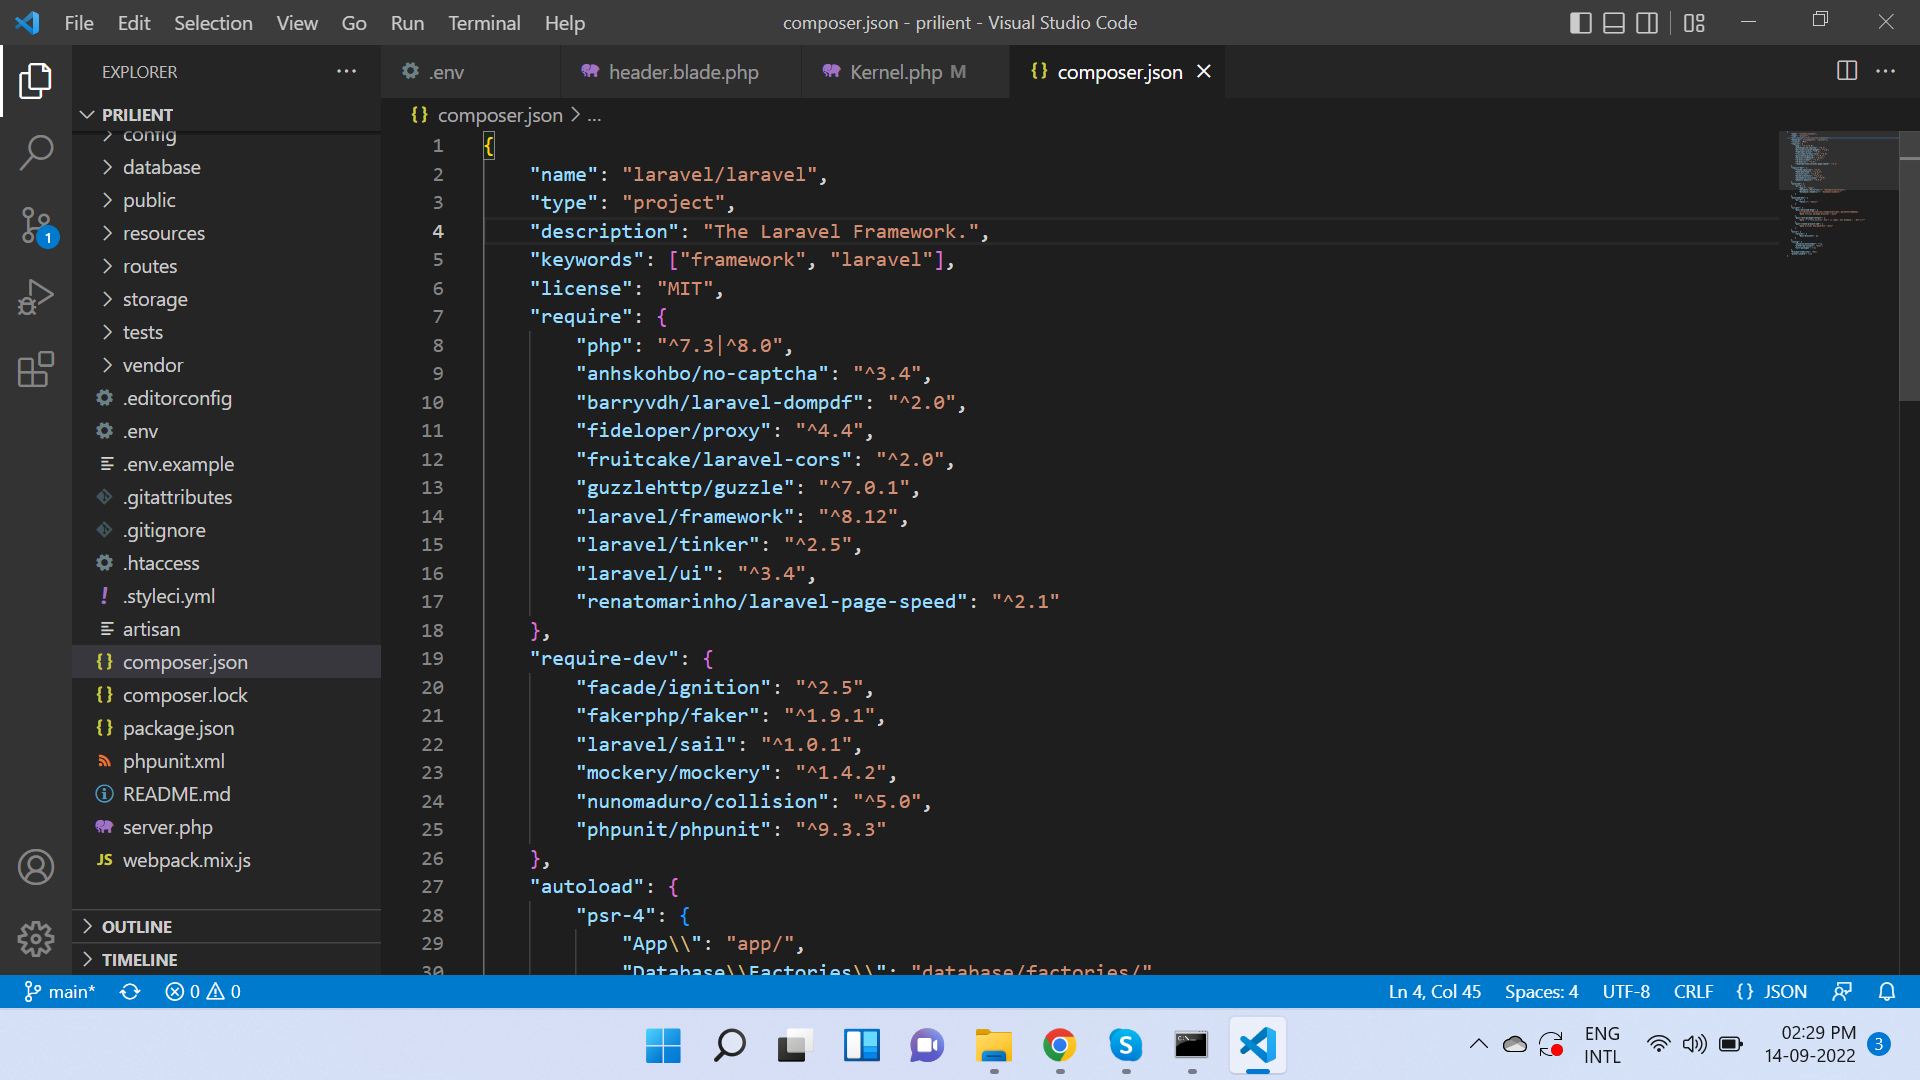 File Edit Selection View Go Run Terminal Help
composer.json - prilient - Visual Studio Code
EXPLORER
.env
header.blade.php
Kernel.php M
composer.json
PRILIENT
composer.json > ...
config
database
public
resources
routes
storage
tests
vendor
.editorconfig
.env
.env.example
.gitattributes
.gitignore
.htaccess
.styleci.yml
artisan
composer.json
composer.lock
package.json
phpunit.xml
README.md
server.php
JS webpack.mix.js
OUTLINE
TIMELINE
1
1 {
2 "name": "laravel/laravel",
3 "type": "project",
4 "description": "The Laravel Framework.",
5 "keywords": ["framework", "laravel"],
6 "license": "MIT",
7 "require": {
8 "php": "^7.3|^8.0",
9 "anhskohbo/no-captcha": "^3.4",
10 "barryvdh/laravel-dompdf": "^2.0",
11 "fideloper/proxy": "^4.4",
12 "fruitcake/laravel-cors": "^2.0",
13 "guzzlehttp/guzzle": "^7.0.1",
14 "laravel/framework": "^8.12",
15 "laravel/tinker": "^2.5",
16 "laravel/ui": "^3.4",
17 "renatomarinho/laravel-page-speed": "^2.1"
18 },
19 "require-dev": {
20 "facade/ignition": "^2.5",
21 "fakerphp/faker": "^1.9.1",
22 "laravel/sail": "^1.0.1",
23 "mockery/mockery": "^1.4.2",
24 "nunomaduro/collision": "^5.0",
25 "phpunit/phpunit": "^9.3.3"
26 },
27 "autoload": {
28 "psr-4": {
29 "App\\": "app/",
30 "Database\\Factories\\": "database/factories/"
main* 0 0
Ln 4, Col 45 Spaces: 4 UTF-8 CRLF {} JSON
ENG
INTL
02:29 PM
14-09-2022
3